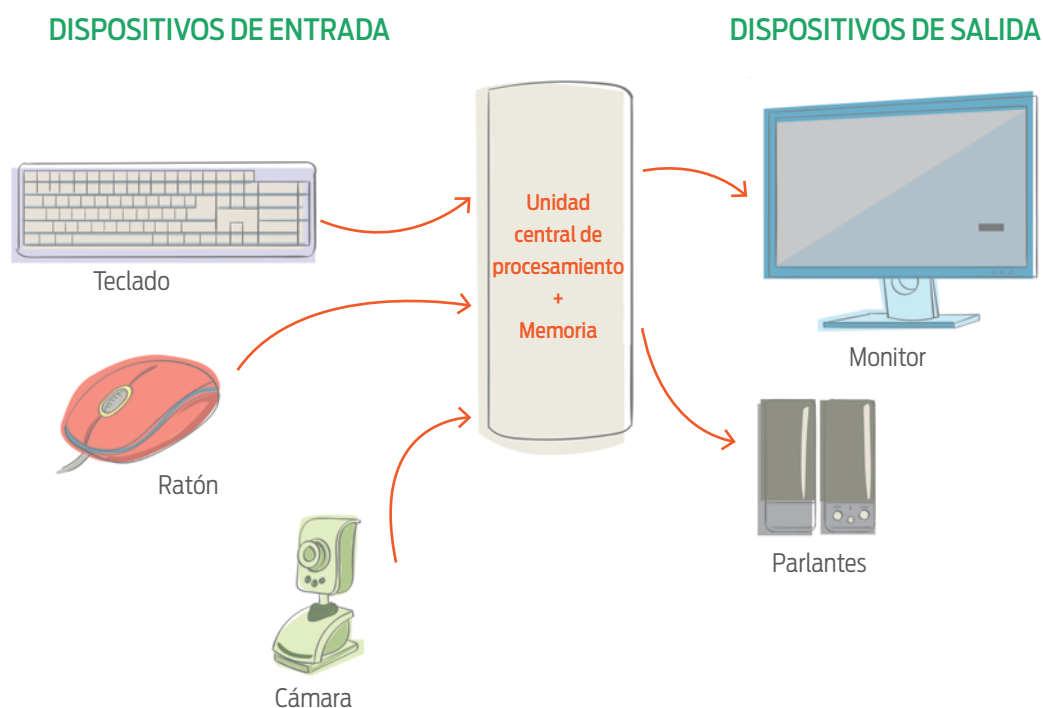 DISPOSITIVOS DE ENTRADA
DISPOSITIVOS DE SALIDA
Teclado
Ratón
Cámara
Unidad
central de
procesamiento
+
Memoria
Monitor
Parlantes